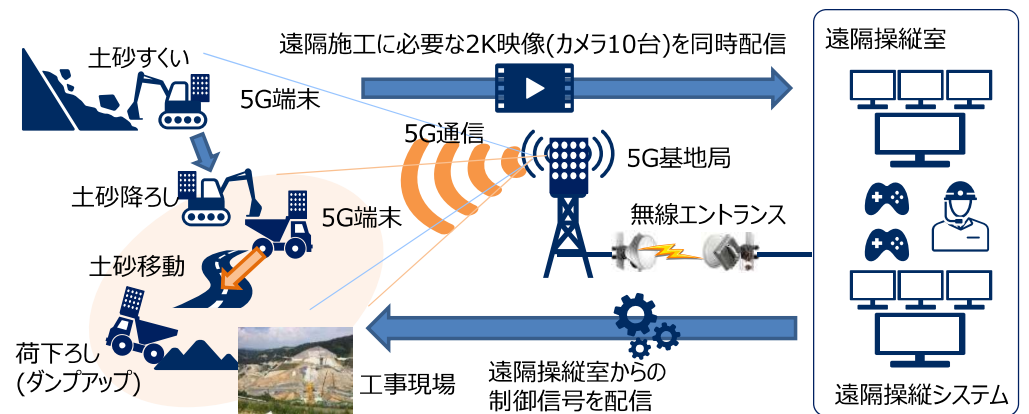 遠隔施工に必要な2K映像(カメラ10台)を同時配信
遠隔操縦室
土砂すくい
5G端末
5G通信
5G基地局
土砂降ろし
5G端末
無線エントランス
土砂移動
荷下ろし
(ダンプアップ)
工事現場
遠隔操縦室からの
制御信号を配信
遠隔操縦システム